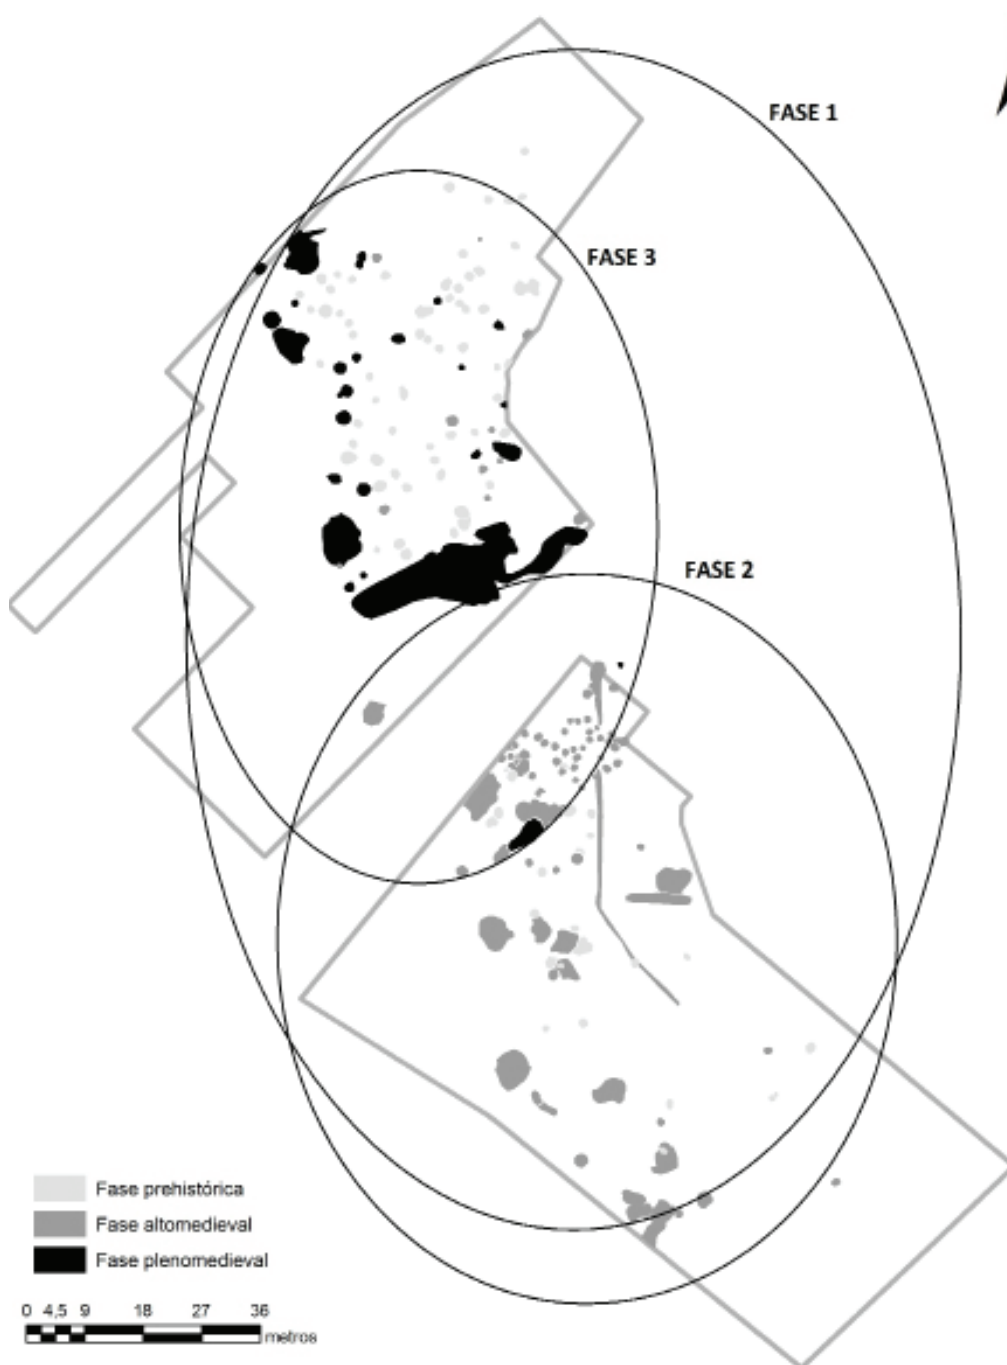 FASE 1
FASE 3
FASE 2
Fase prehistórica
Fase altomedieval
Fase plenomedieval
0 4,5 9 18 27 36
metros